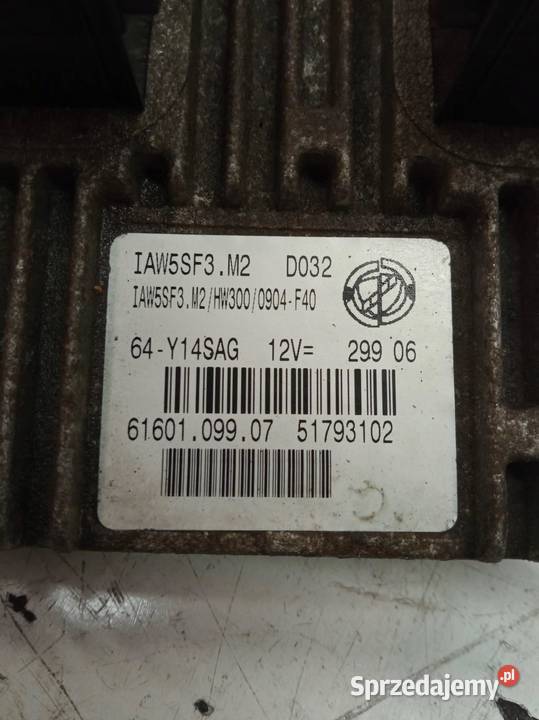 IAW5SF3.M2 D032
IAW5SF3.M2/HW300/0904-F40
64-Y14SAG 12V= 299 06
61601.099.07 51793102
Sprzedajemy.pl